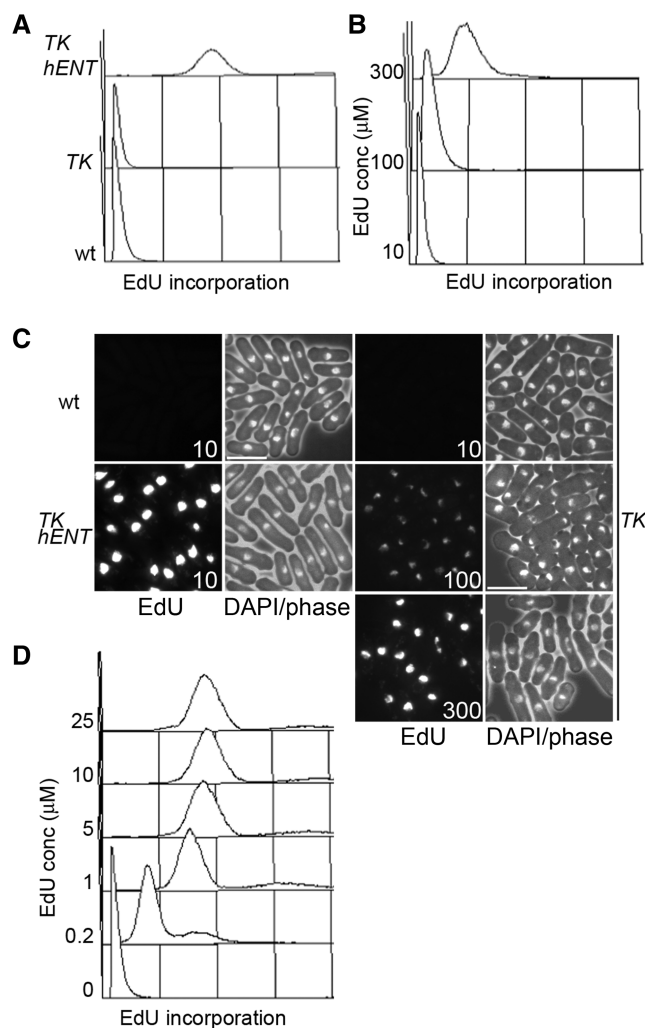 A
TK
hENT
TK
wt
EdU incorporation
B
EdU conc (μM)
300
100
10
EdU incorporation
C
wt
10
10
TK
hENT
10
100
TK
EdU
DAPI/phase
300
EdU
DAPI/phase
D
EdU conc (μM)
25
10
5
1
0.2
0
EdU incorporation